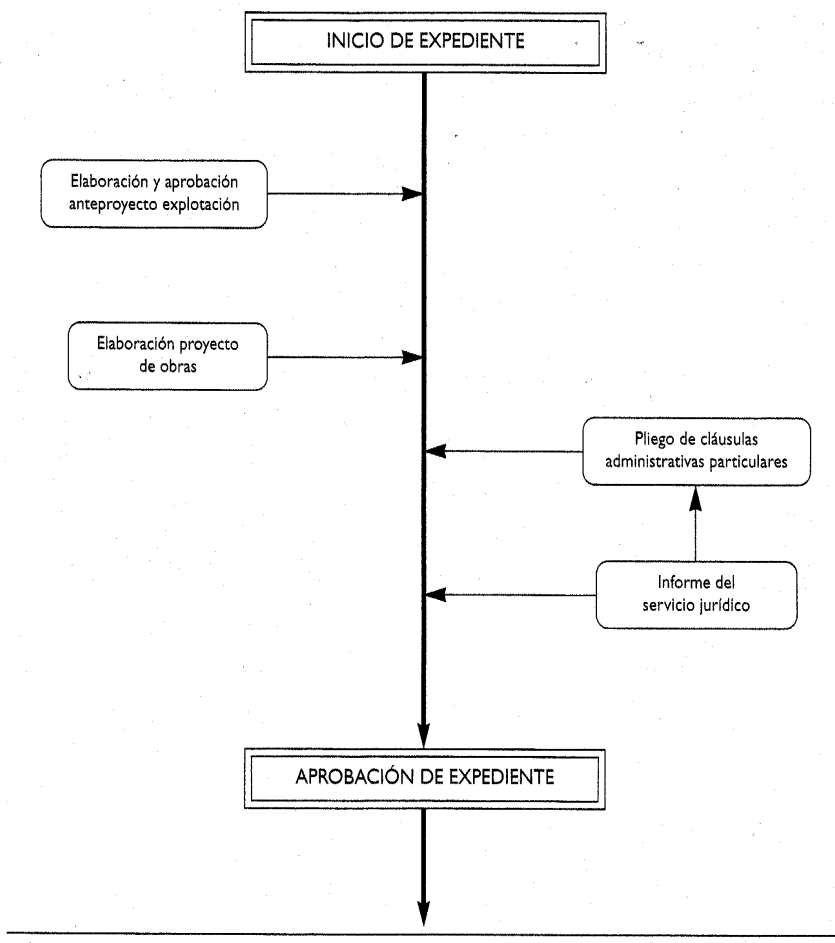 INICIO DE EXPEDIENTE
Elaboración y aprobación
anteproyecto explotación
Elaboración proyecto
de obras
Pliego de cláusulas
administrativas particulares
Informe del
servicio jurídico
APROBACIÓN DE EXPEDIENTE